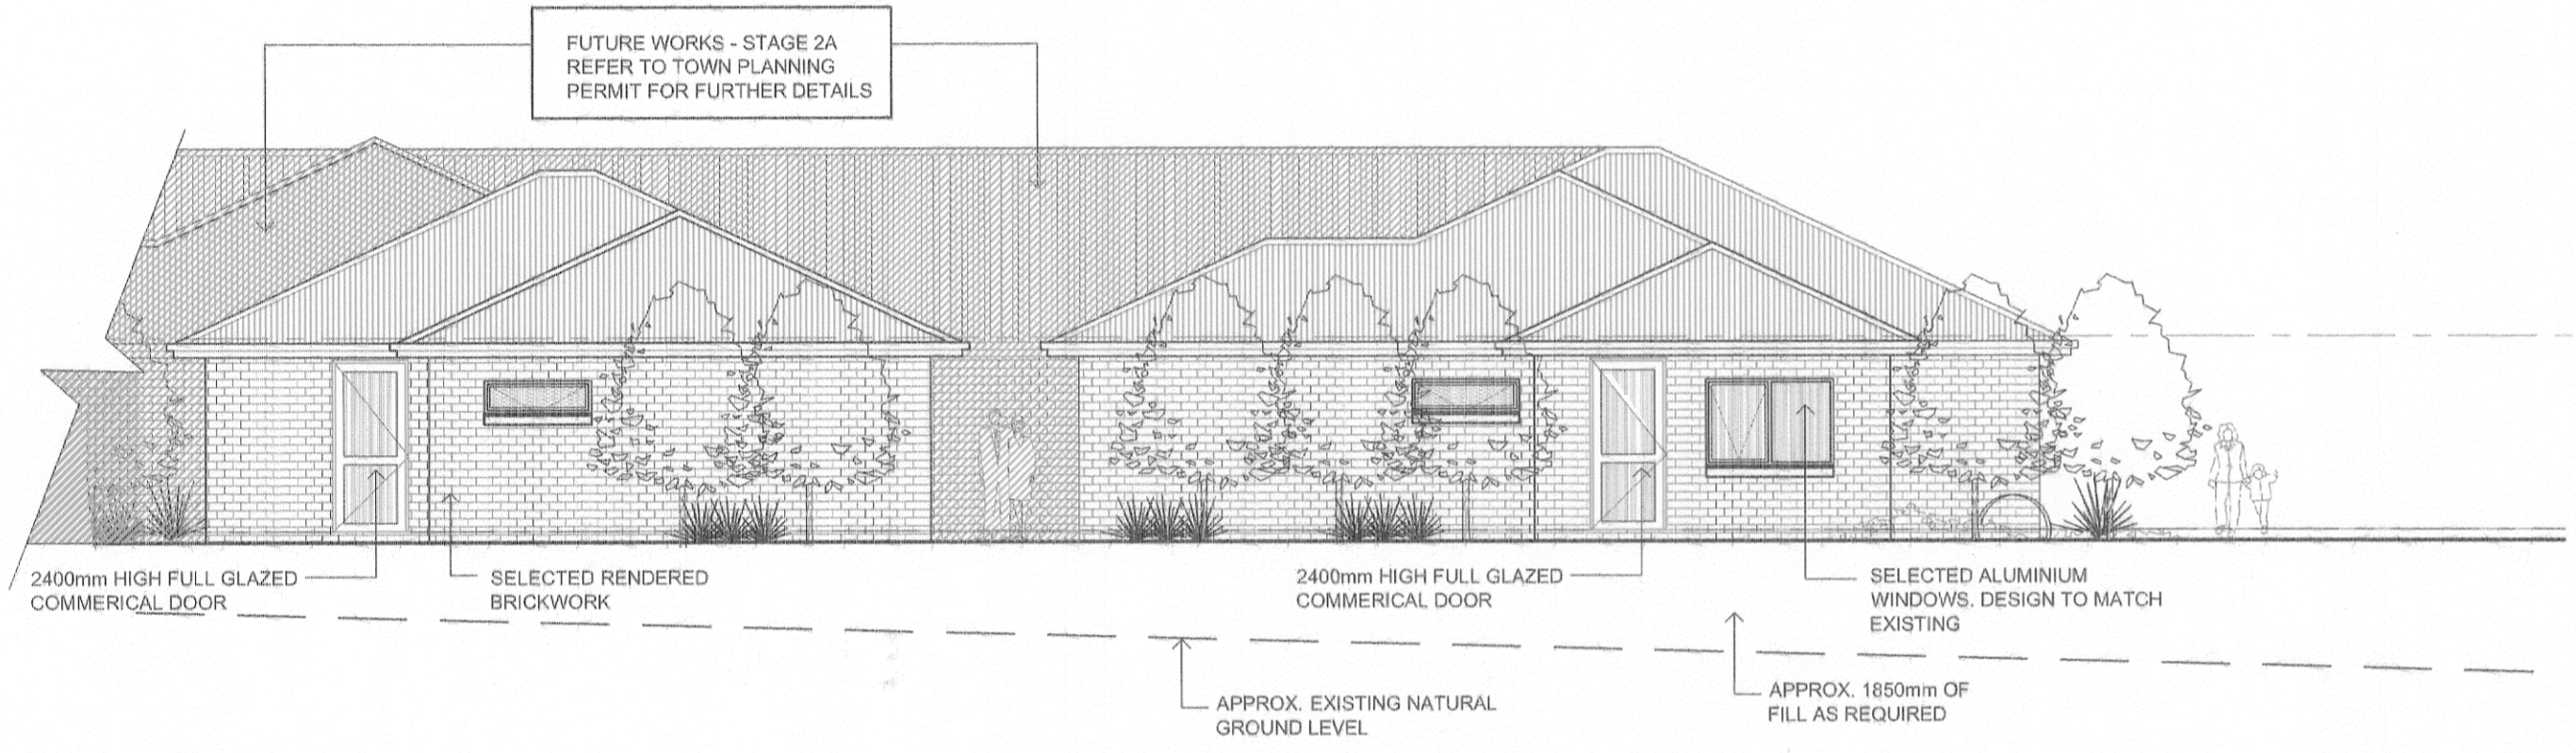 FUTURE WORKS - STAGE 2A
REFER TO TOWN PLANNING
PERMIT FOR FURTHER DETAILS
2400mm HIGH FULL GLAZED
COMMERICAL DOOR
SELECTED RENDERED
BRICKWORK
2400mm HIGH FULL GLAZED
COMMERICAL DOOR
SELECTED ALUMINIUM
WINDOWS. DESIGN TO MATCH
EXISTING
APPROX. EXISTING NATURAL
GROUND LEVEL
APPROX. 1850mm OF
FILL AS REQUIRED